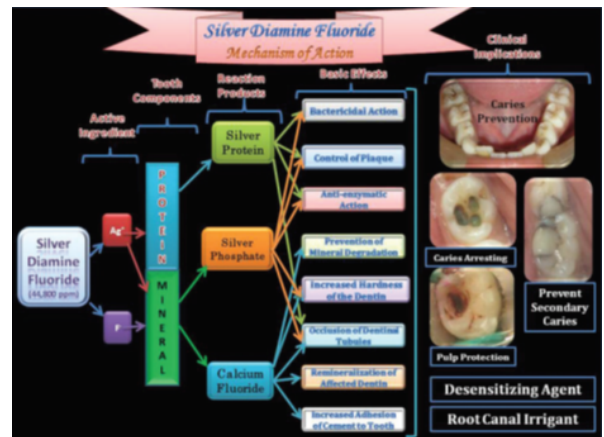 Silver Diamine Fluoride
Mechanism of Action
Active
Ingredient
Tooth
Components
Reaction
Products
Basic Effects
Clinical
Implications
Silver
Diamine
Fluoride
(44,800 ppm)
Ag+
F-
PROTEIN
MINERAL
Silver
Protein
Silver
Phosphate
Calcium
Fluoride
Bactericidal Action
Control of Plaque
Anti-enzymatic
Action
Prevention of
Mineral Degradation
Increased Hardness
of the Dentin
Occlusion of Dentinal
Tubules
Remineralization of
Affected Dentin
Increased Adhesion
of Cement to Tooth
Caries
Prevention
Caries Arresting
Prevent
Secondary
Caries
Pulp Protection
Desensitizing Agent
Root Canal Irrigant